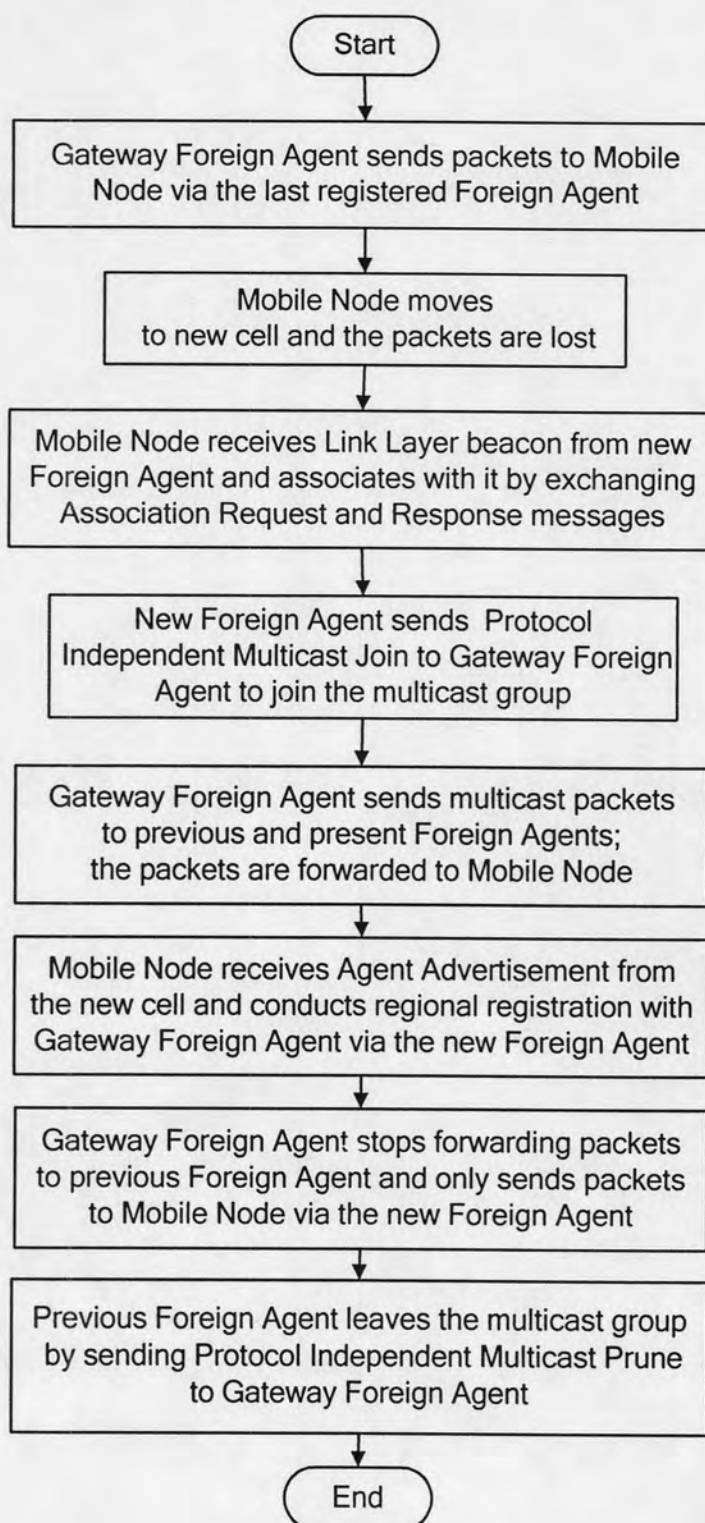 Start
Gateway Foreign Agent sends packets to Mobile
Node via the last registered Foreign Agent
Mobile Node moves
to new cell and the packets are lost
Mobile Node receives Link Layer beacon from new
Foreign Agent and associates with it by exchanging
Association Request and Response messages
New Foreign Agent sends Protocol
Independent Multicast Join to Gateway Foreign
Agent to join the multicast group
Gateway Foreign Agent sends multicast packets
to previous and present Foreign Agents;
the packets are forwarded to Mobile Node
Mobile Node receives Agent Advertisement from
the new cell and conducts regional registration with
Gateway Foreign Agent via the new Foreign Agent
Gateway Foreign Agent stops forwarding packets
to previous Foreign Agent and only sends packets
to Mobile Node via the new Foreign Agent
Previous Foreign Agent leaves the multicast group
by sending Protocol Independent Multicast Prune
to Gateway Foreign Agent
End